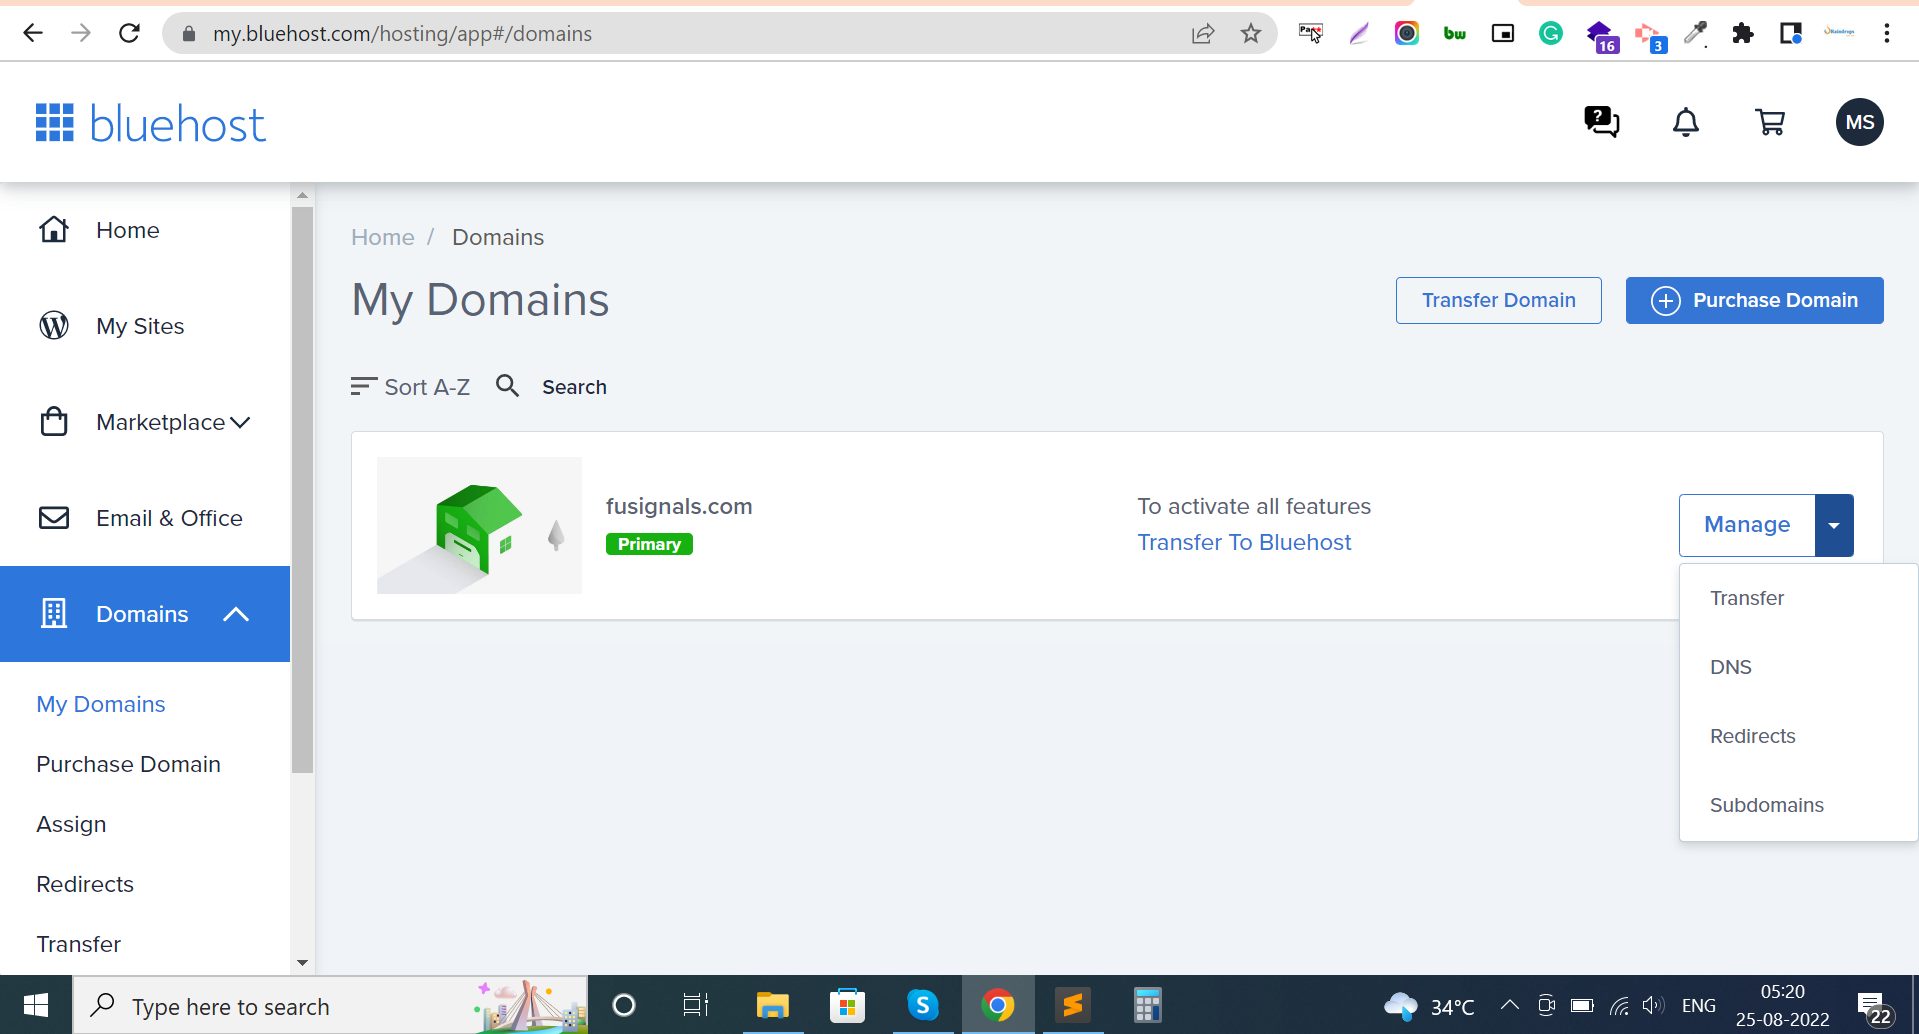 my.bluehost.com/hosting/app#/domains
bw
16
3
bluehost
MS
Home
My Sites
Marketplace
Email & Office
Domains
My Domains
Purchase Domain
Assign
Redirects
Transfer
Home / Domains
My Domains
Transfer Domain
Purchase Domain
Sort A-Z
Search
fusignals.com
Primary
To activate all features
Transfer To Bluehost
Manage
Transfer
DNS
Redirects
Subdomains
Type here to search
34°C
ENG
05:20
25-08-2022
22